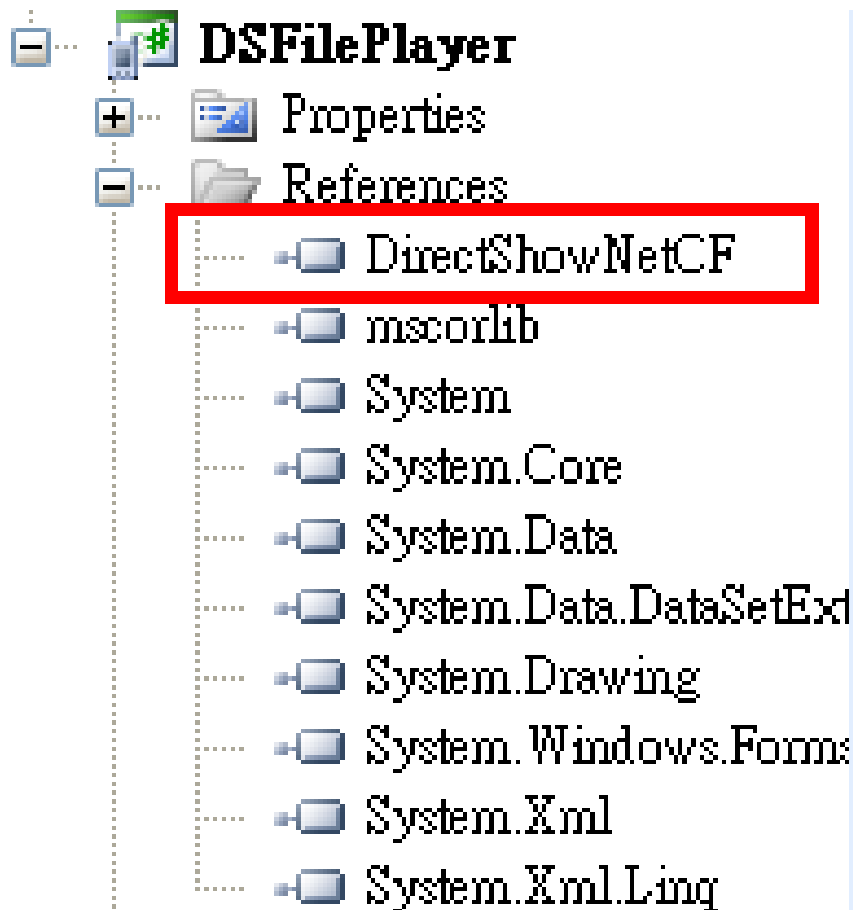 DSFilePlayer
Properties
References
DirectShowNetCF
mscorlib
System
System.Core
System.Data
System.Data.DataSetExt
System.Drawing
System.Windows.Forms
System.Xml
System.Xml.Linq